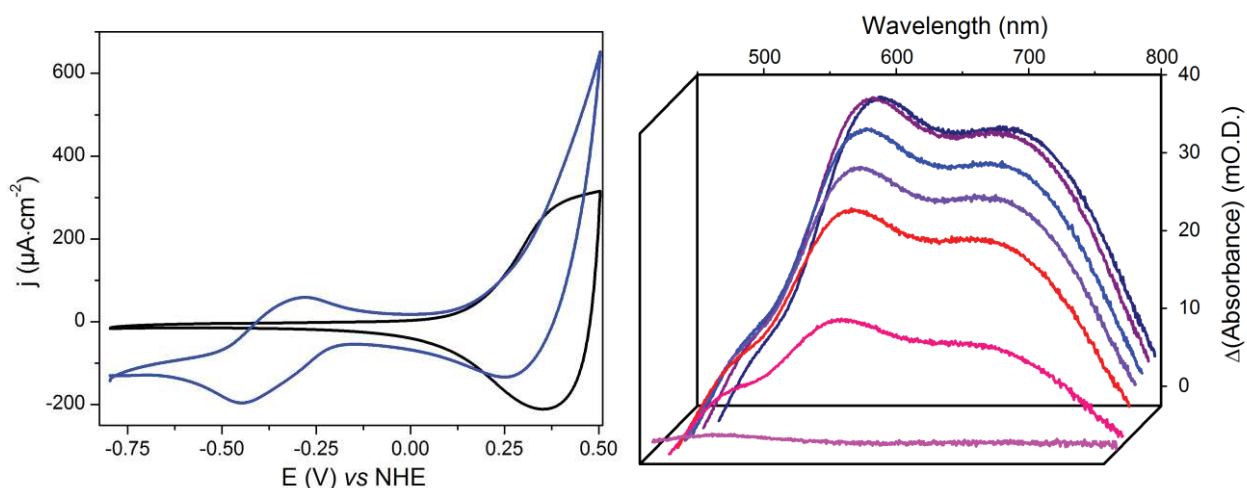 600
400
200
0
-200
j (µA·cm⁻²)
-0.75 -0.50 -0.25 0.00 0.25 0.50
E (V) vs NHE
Wavelength (nm)
500 600 700 800
40
30
20
10
0
Δ(Absorbance) (mO.D.)